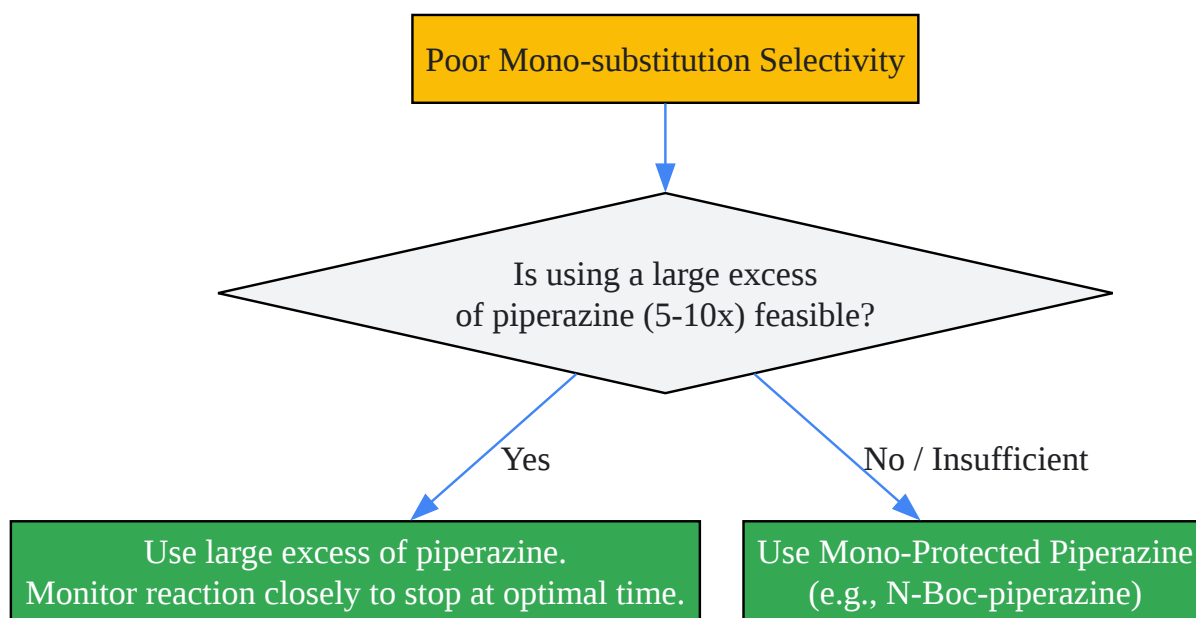 Poor Mono-substitution Selectivity
Is using a large excess
of piperazine (5-10x) feasible?
Yes
No / Insufficient
Use large excess of piperazine.
Monitor reaction closely to stop at optimal time.
Use Mono-Protected Piperazine
(e.g., N-Boc-piperazine)